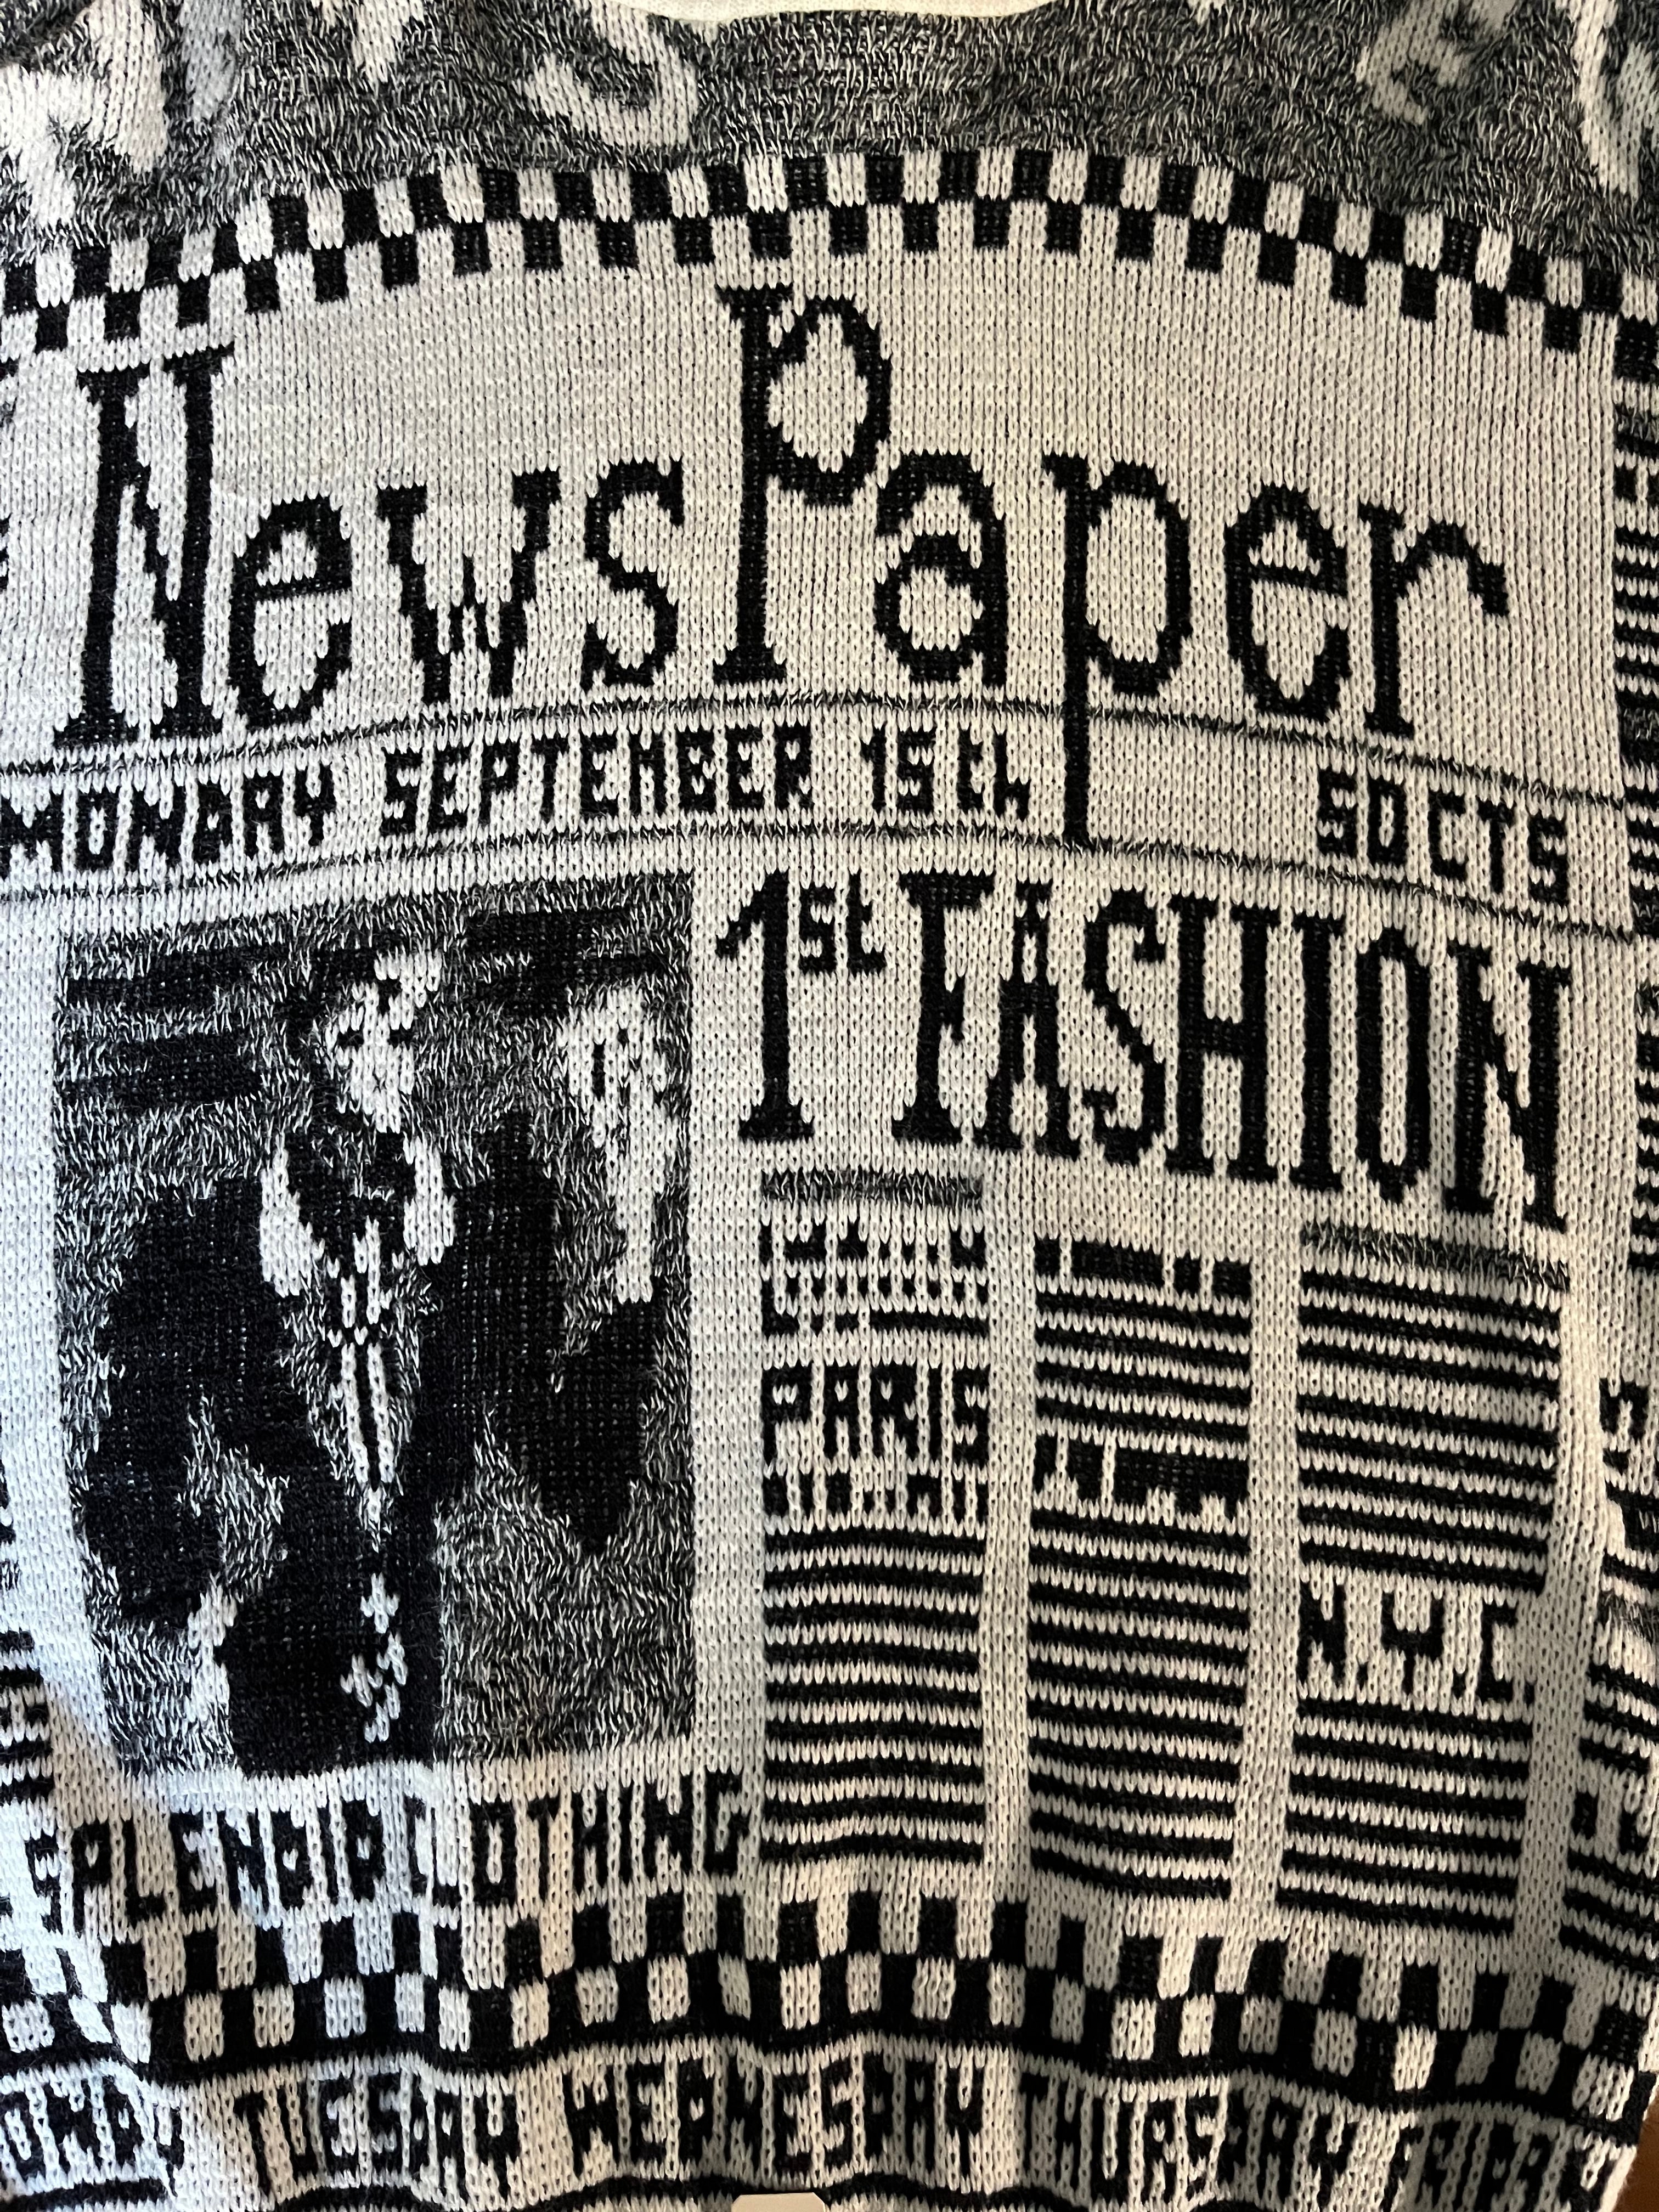 NewsPaper
MONDAY SEPTEMBER 15th 50CTS
1st FASHION
PARIS
N.Y.C.
SPLENDID CLOTHING
TUESDAY WEDNESDAY THURSDAY